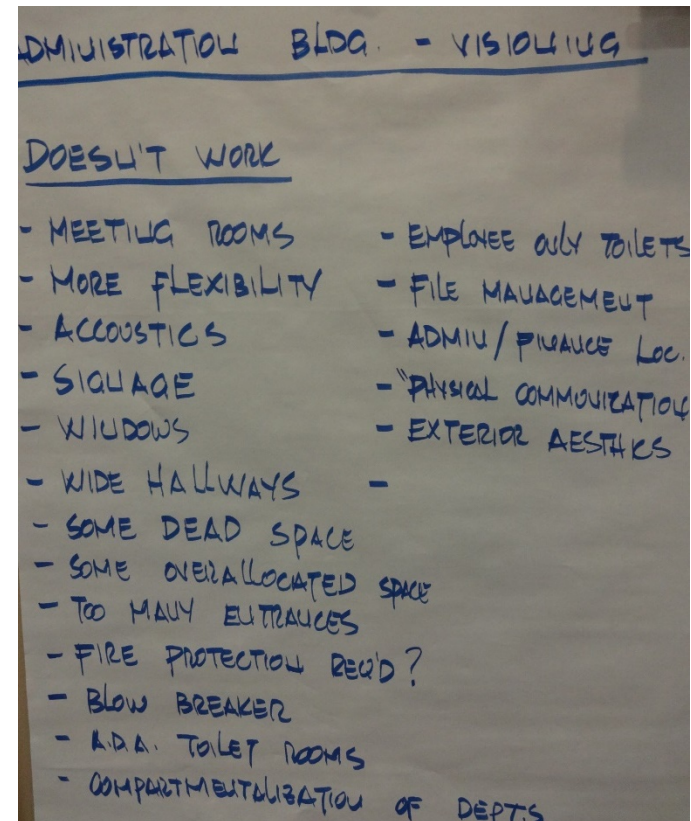 ADMINISTRATION BLDG. - VISIONING
DOESN'T WORK
- MEETING ROOMS
- MORE FLEXIBILITY
- ACCOUSTICS
- SIGNAGE
- WINDOWS
- WIDE HALLWAYS
- SOME DEAD SPACE
- SOME OVERALLOCATED SPACE
- TOO MANY ENTRANCES
- FIRE PROTECTION REQ'D?
- BLOW BREAKER
- A.D.A. TOILET ROOMS
- COMPARTMENTALIZATION OF DEPT'S
- EMPLOYEE ONLY TOILETS
- FILE MANAGEMENT
- ADMIN / FINANCE LOC.
- "PHYSICAL COMMUNICATION
- EXTERIOR AESTHICS
-